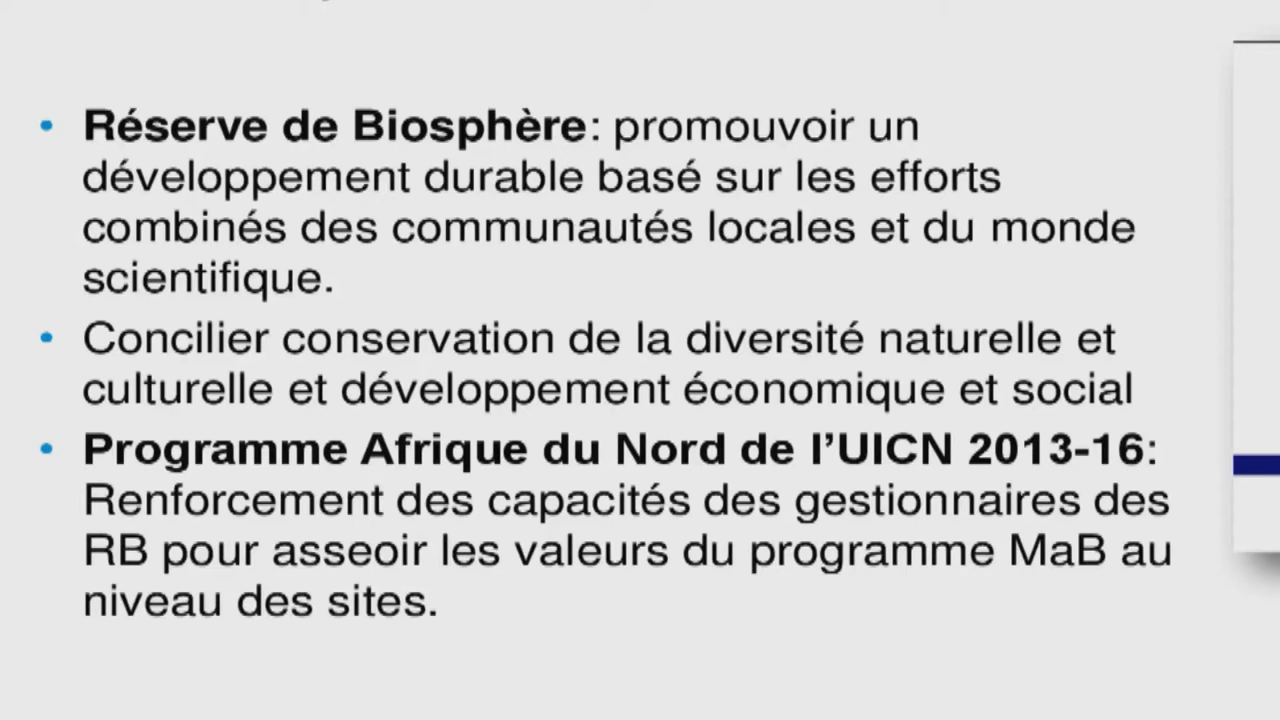 • Réserve de Biosphère: promouvoir un
développement durable basé sur les efforts
combinés des communautés locales et du monde
scientifique.
• Concilier conservation de la diversité naturelle et
culturelle et développement économique et social
• Programme Afrique du Nord de l’UICN 2013-16:
Renforcement des capacités des gestionnaires des
RB pour asseoir les valeurs du programme MaB au
niveau des sites.